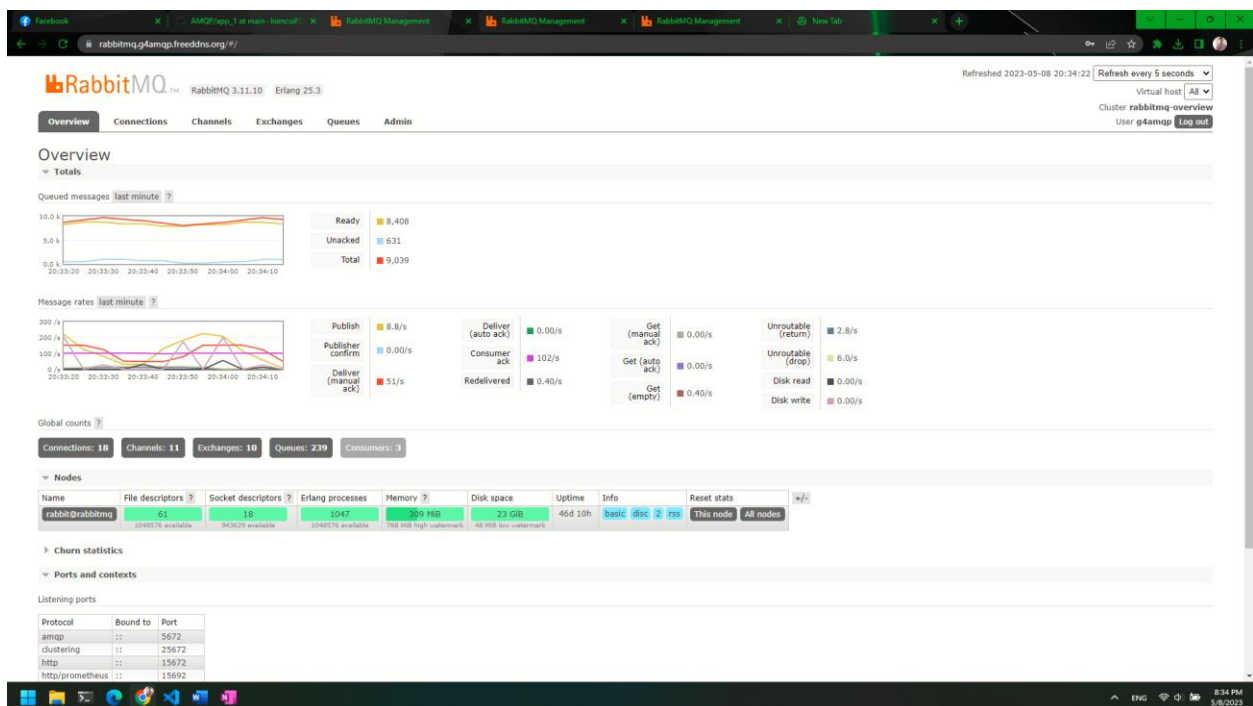 Facebook
AMQP/app_1 at main · kiencoif
RabbitMQ Management
RabbitMQ Management
RabbitMQ Management
New Tab
rabbitmq.g4amqp.freeddns.org/#/
RabbitMQ TM RabbitMQ 3.11.10 Erlang 25.3
Refreshed 2023-05-08 20:34:22 Refresh every 5 seconds
Virtual host All
Cluster rabbitmq-overview
User g4amqp Log out
Overview Connections Channels Exchanges Queues Admin
Overview
Totals
Queued messages last minute ?
10.0 k
5.0 k
0.0 k
20:33:20 20:33:30 20:33:40 20:33:50 20:34:00 20:34:10
Ready 8,408
Unacked 631
Total 9,039
Message rates last minute ?
300 /s
200 /s
100 /s
0 /s
20:33:20 20:33:30 20:33:40 20:33:50 20:34:00 20:34:10
Publish 8.8/s
Publisher confirm 0.00/s
Deliver (manual ack) 51/s
Deliver (auto ack) 0.00/s
Consumer ack 102/s
Redelivered 0.40/s
Get (manual ack) 0.00/s
Get (auto ack) 0.00/s
Get (empty) 0.40/s
Unroutable (return) 2.8/s
Unroutable (drop) 6.0/s
Disk read 0.00/s
Disk write 0.00/s
Global counts ?
Connections: 18 Channels: 11 Exchanges: 10 Queues: 239 Consumers: 3
Nodes
Name File descriptors ? Socket descriptors ? Erlang processes Memory ? Disk space Uptime Info Reset stats +/-
rabbit@rabbitmq 61 18 1047 309 MiB 23 GiB 46d 10h basic disc 2 rss This node All nodes
1048576 available 943629 available 1048576 available 768 MiB high watermark 48 MiB low watermark
Churn statistics
Ports and contexts
Listening ports
Protocol Bound to Port
amqp :: 5672
clustering :: 25672
http :: 15672
http/prometheus :: 15692
ENG 8:34 PM
5/8/2023